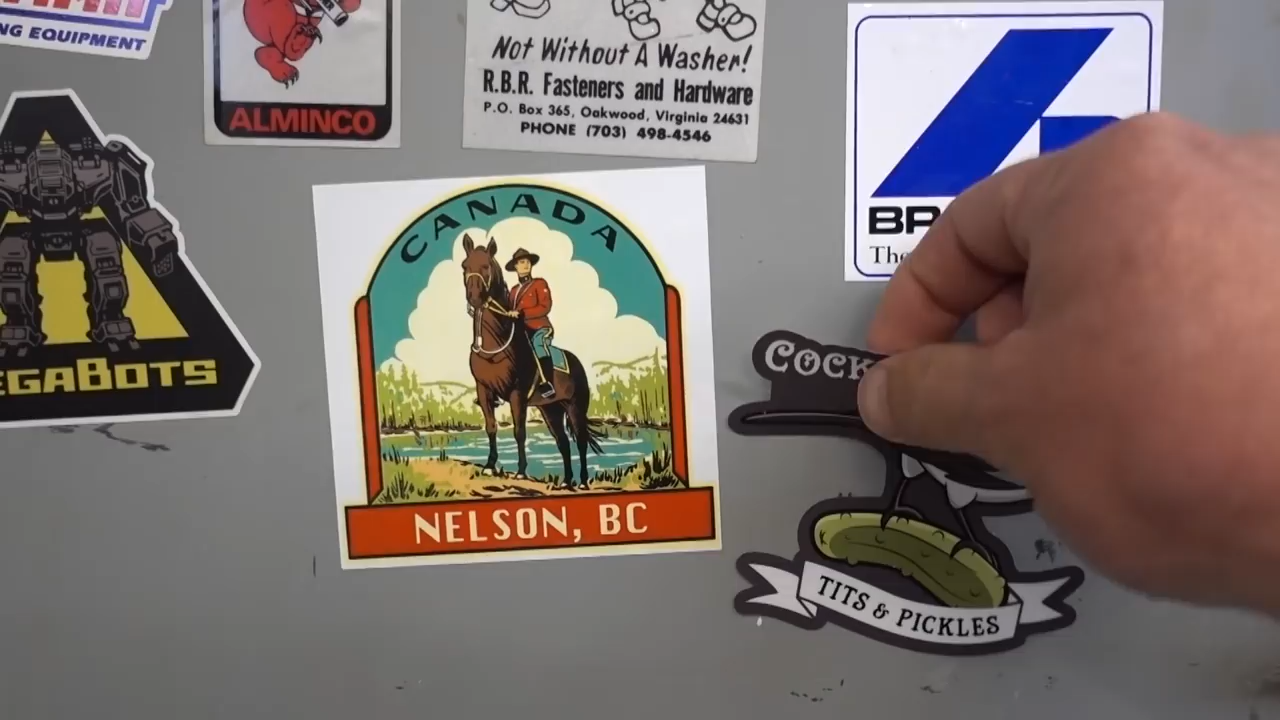 NG EQUIPMENT
ALMINCO
Not Without A Washer!
R.B.R. Fasteners and Hardware
P.O. Box 365, Oakwood, Virginia 24631
PHONE (703) 498-4546
BR
The
EGABOTS
CANADA
NELSON, BC
COCK
TITS & PICKLES